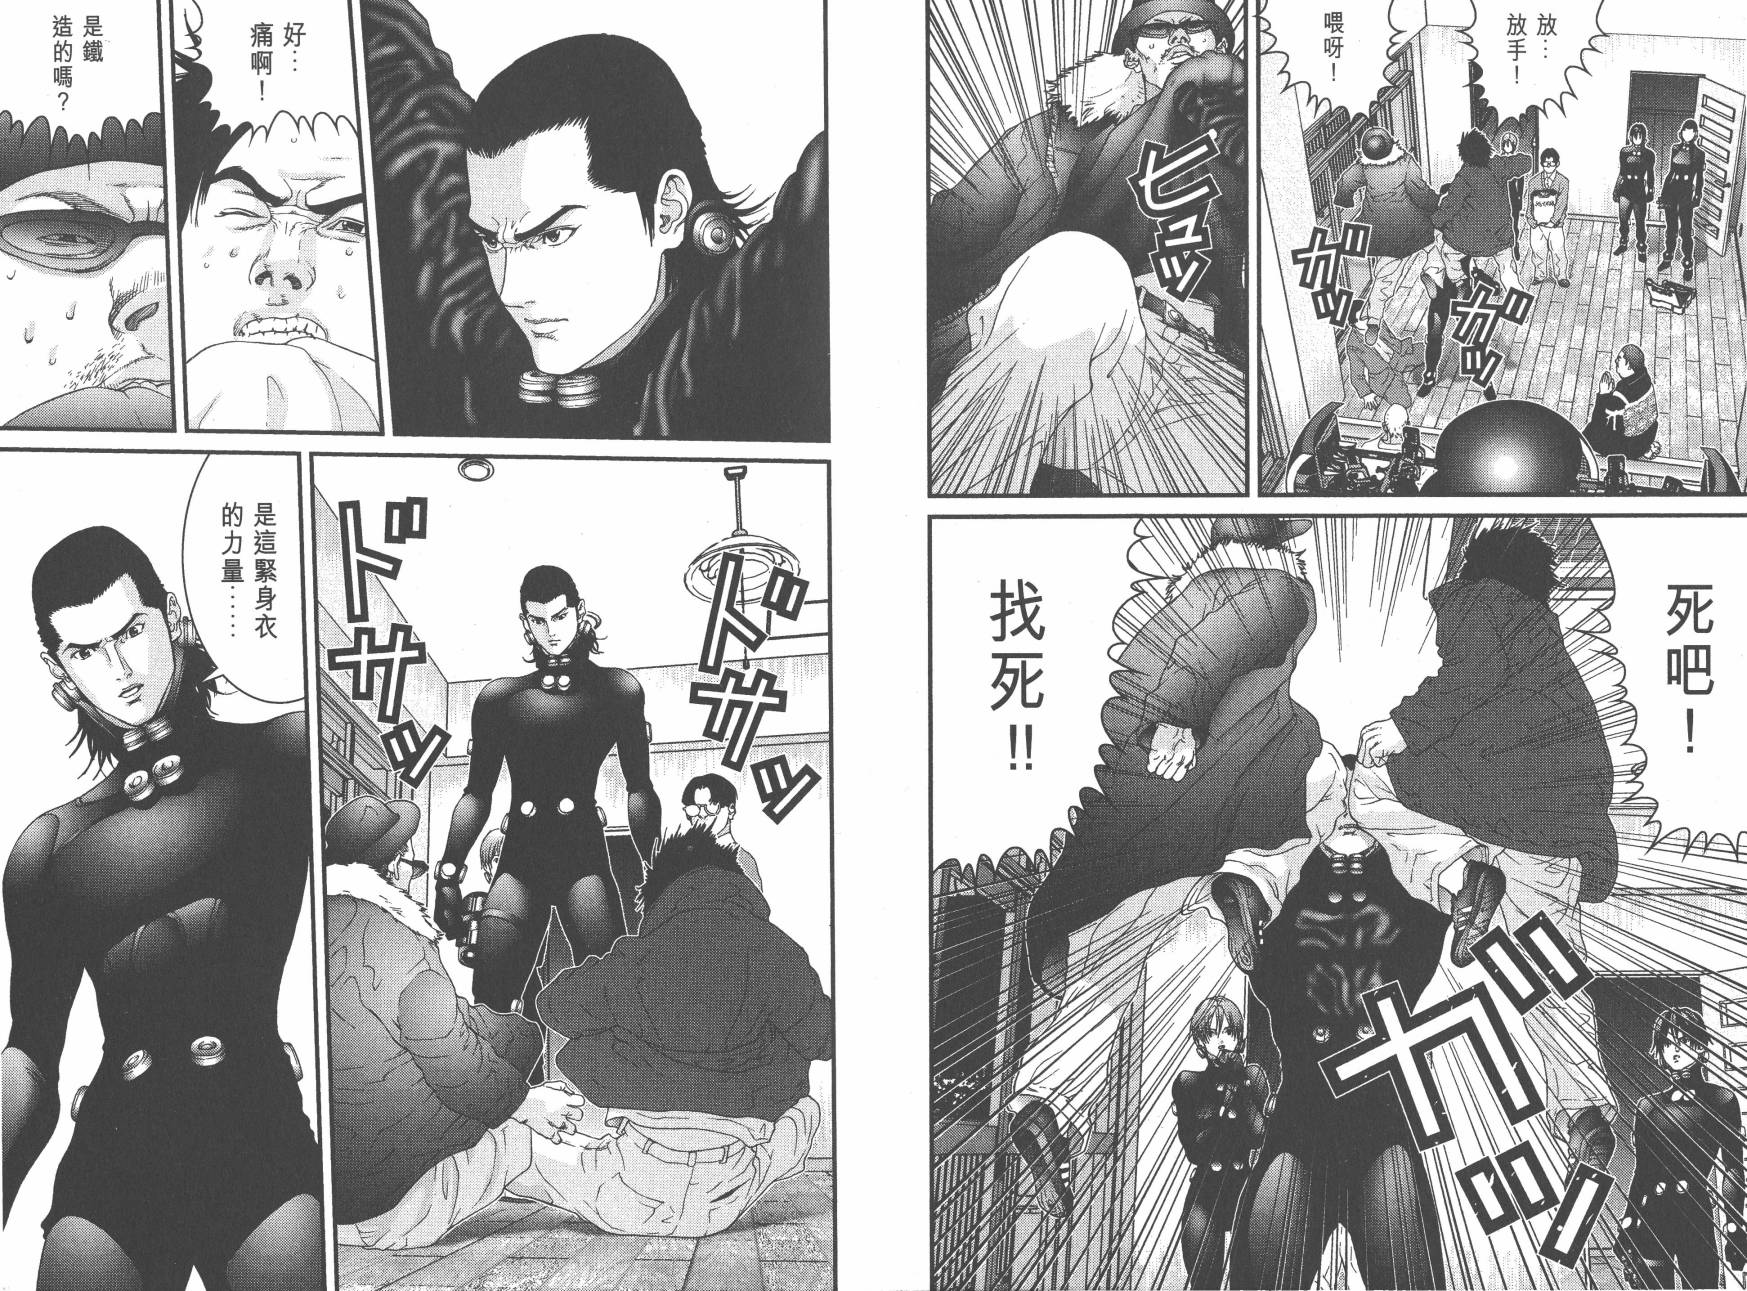 放…
放手！
喂呀！
ガッ
ガッ
ヒュッ
死吧！
找死!!
ガッ
好…
痛啊！
是鐵
造的嗎？
ドサッ
ドサッ
是這緊身衣
的力量……